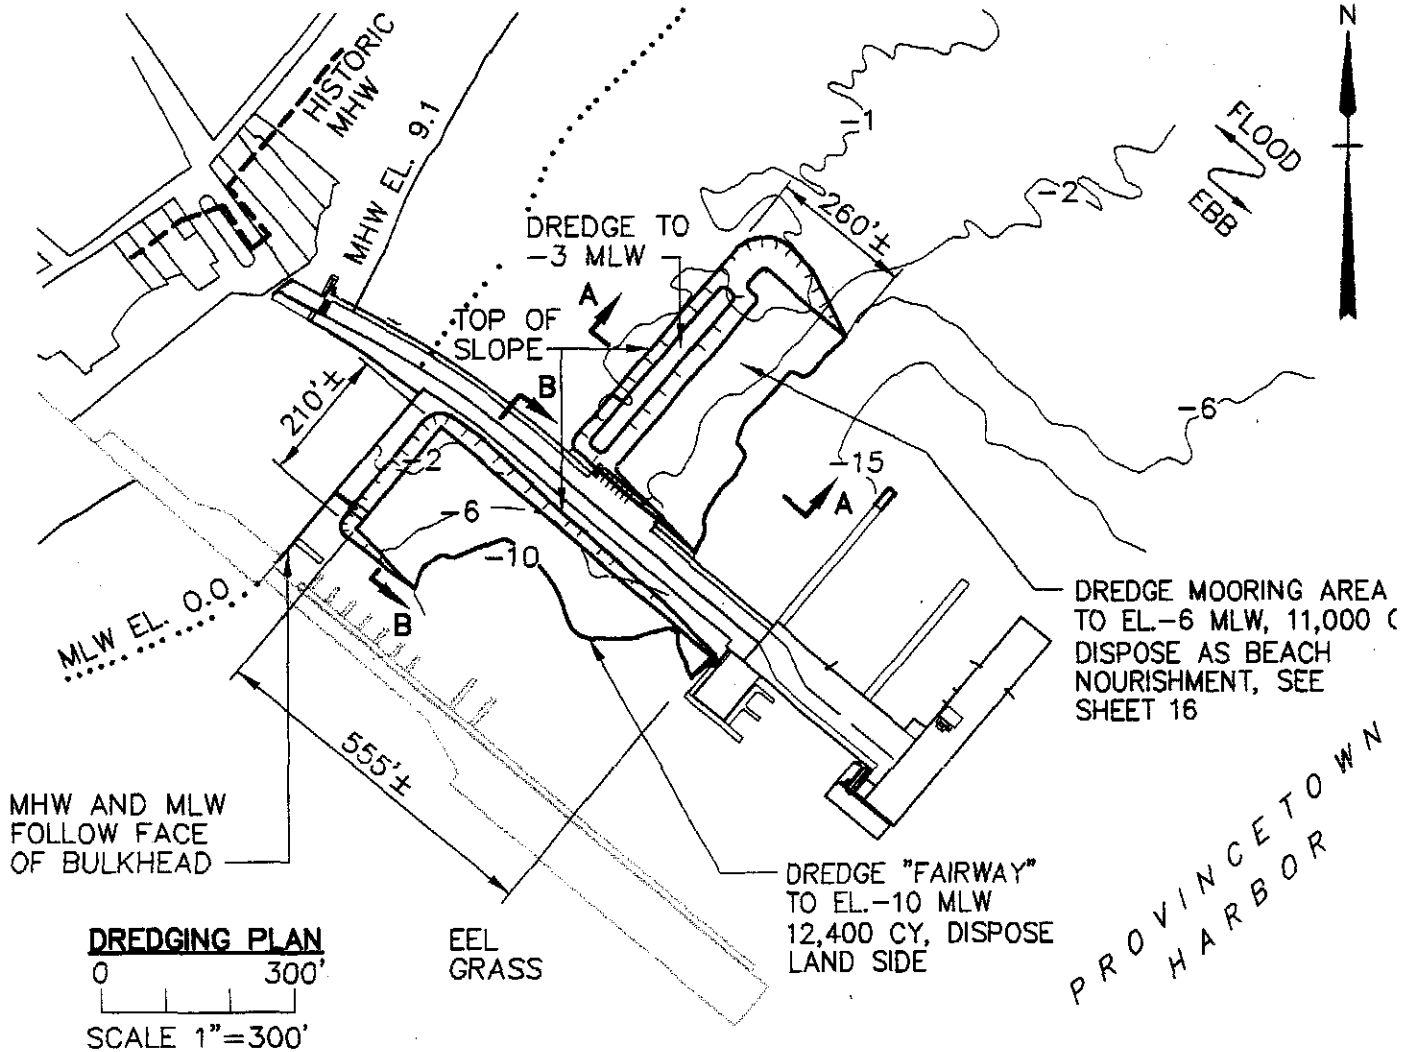 N
HISTORIC
MHW
MHW EL. 9.1
-1
FLOOD
EBB
-2
260'±
DREDGE TO
-3 MLW
A
TOP OF
SLOPE
B
210'±
-2
-6
-6
-15
A
-10
B
MLW EL. 0.0
DREDGE MOORING AREA
TO EL.-6 MLW, 11,000 C
DISPOSE AS BEACH
NOURISHMENT, SEE
SHEET 16
555'±
MHW AND MLW
FOLLOW FACE
OF BULKHEAD
DREDGE "FAIRWAY"
TO EL.-10 MLW
12,400 CY, DISPOSE
LAND SIDE
PROVINCETOWN
HARBOR
EEL
GRASS
DREDGING PLAN
0 300'
SCALE 1"=300'